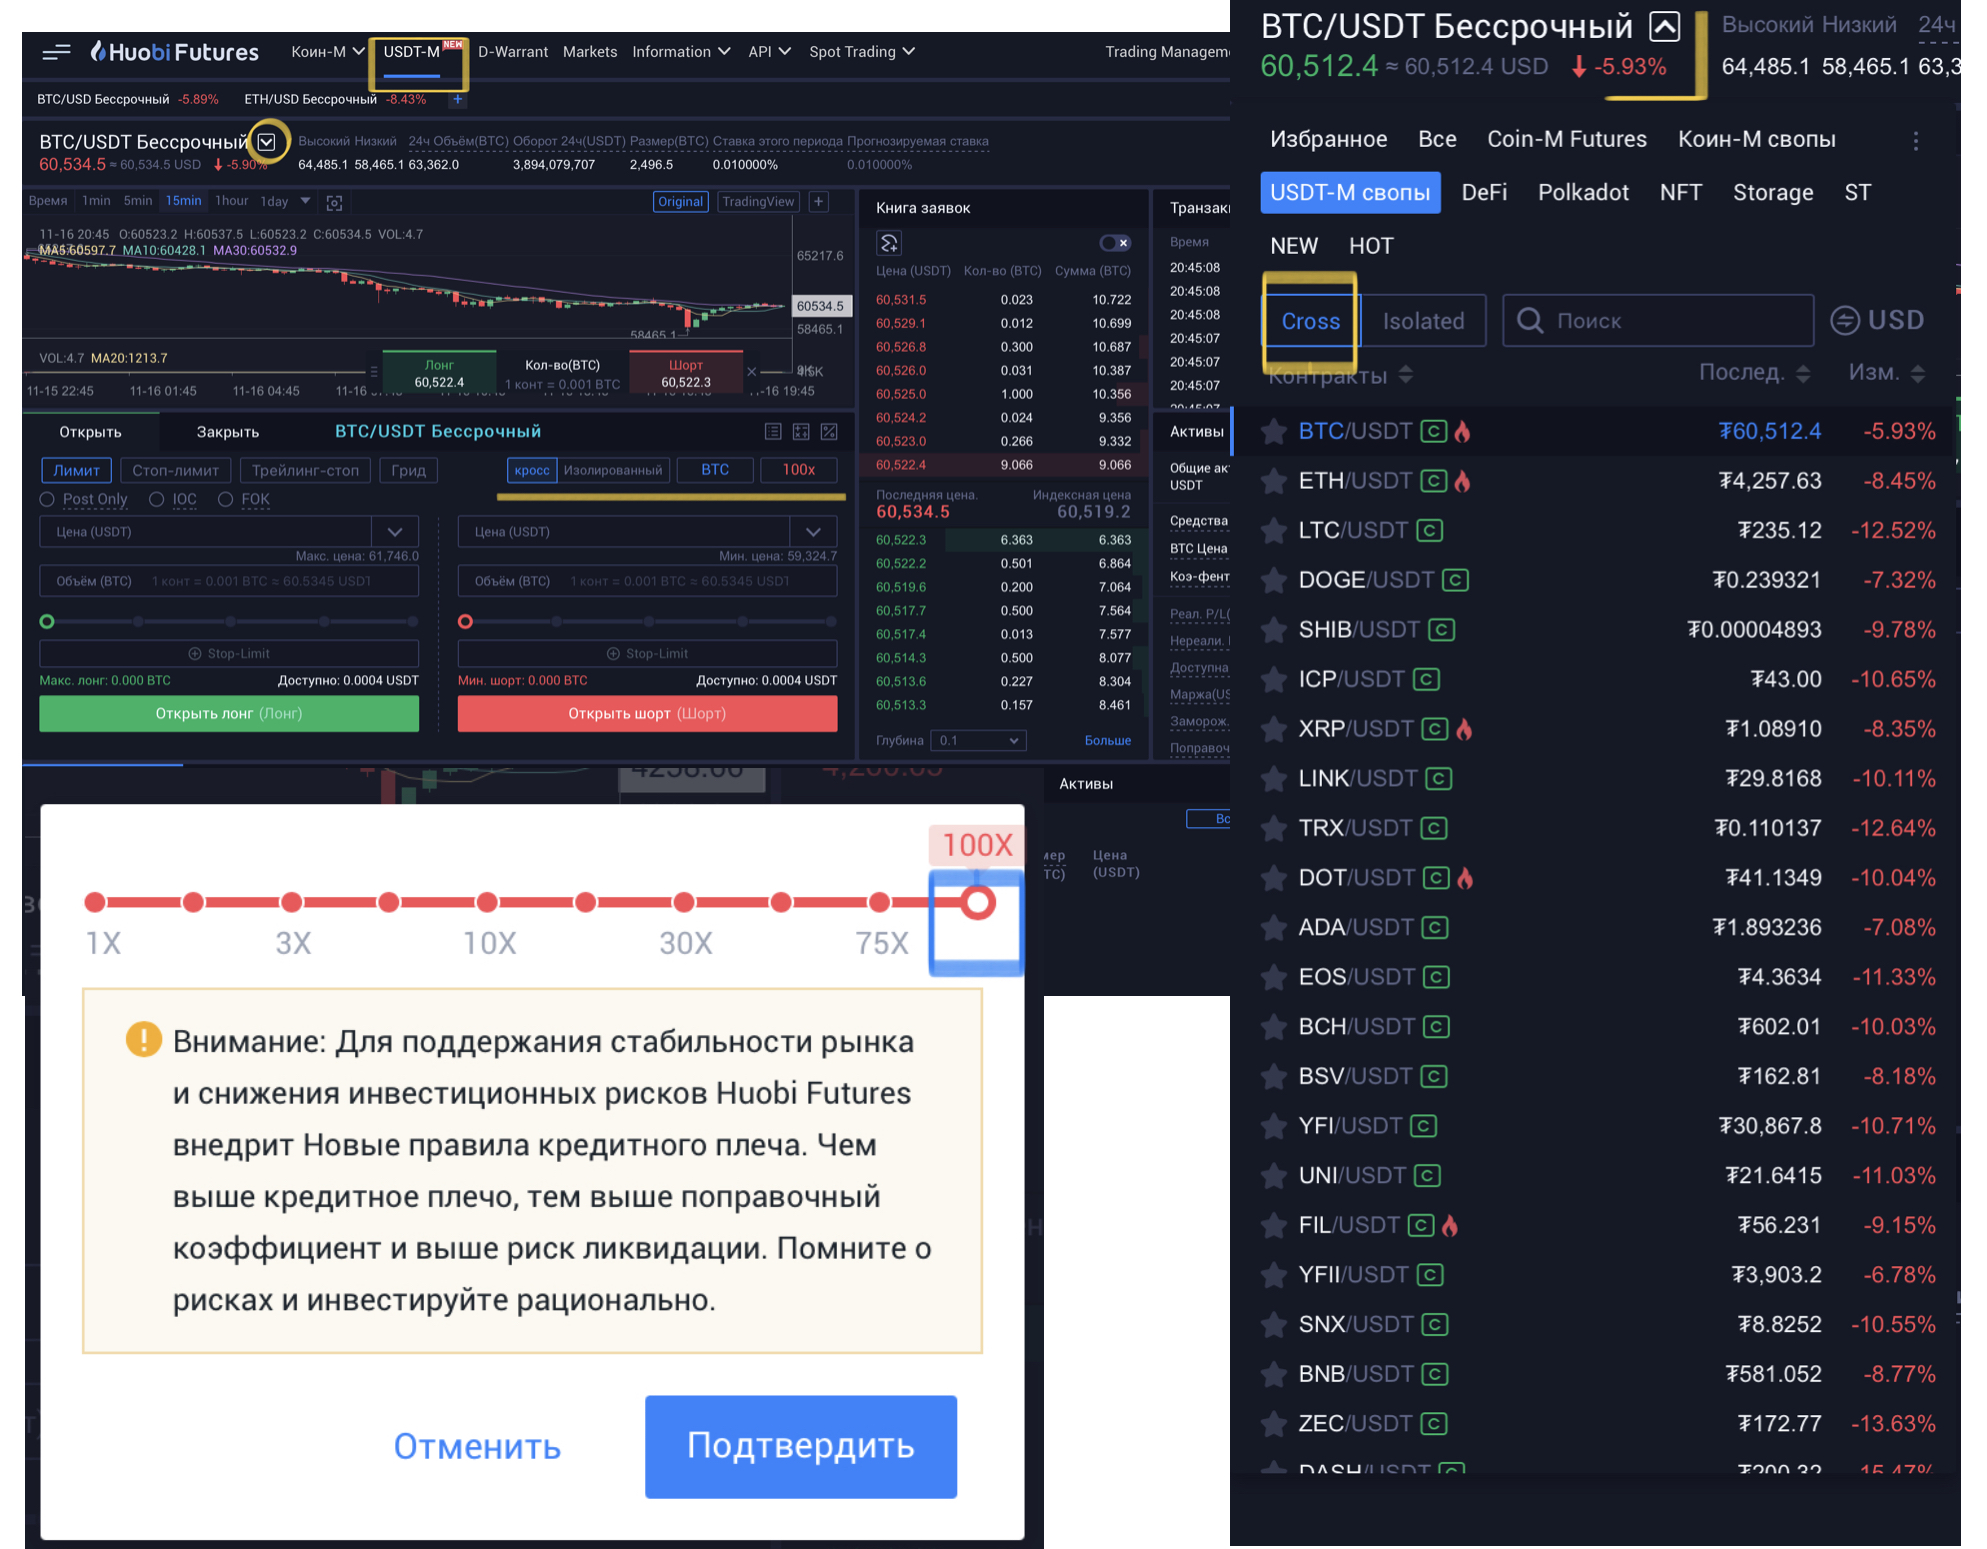 Huobi Futures
Коин-М
USDT-M
NEW
D-Warrant
Markets
Information
API
Spot Trading
Trading
BTC/USD Бессрочный -5.89%
ETH/USD Бессрочный -8.43%
+
BTC/USDT Бессрочный
60,534.5 ≈ 60,534.5 USD -5.90%
Высокий Низкий 24ч Объём(BTC) Оборот 24ч(USDT) Размер(BTC) Ставка этого периода Прогнозируемая ставка
64,485.1 58,465.1 63,362.0 3,894,079,707 2,496.5 0.010000% 0.010000%
Время 1min 5min 15min 1hour 1day
Original TradingView +
11-16 20:45 O:60523.2 H:60537.5 L:60523.2 C:60534.5 VOL:4.7
MA5:60597.7 MA10:60428.1 MA30:60532.9
65217.6
60534.5
58465.1
58465.1
VOL:4.7 MA20:1213.7
Лонг
60,522.4
Кол-во(BTC)
1 конт = 0.001 BTC
Шорт
60,522.3
11-15 22:45 11-16 01:45 11-16 04:45 11-16
-16 19:45
Открыть Закрыть BTC/USDT Бессрочный
Лимит Стоп-лимит Трейлинг-стоп Грид
кросс Изолированный BTC 100x
Post Only IOC FOK
Цена (USDT)
Макс. цена: 61,746.0
Объём (BTC) 1 конт = 0.001 BTC ≈ 60.5345 USDT
Stop-Limit
Макс. лонг: 0.000 BTC Доступно: 0.0004 USDT
Открыть лонг (Лонг)
Цена (USDT)
Мин. цена: 59,324.7
Объём (BTC) 1 конт = 0.001 BTC ≈ 60.5345 USDT
Stop-Limit
Мин. шорт: 0.000 BTC Доступно: 0.0004 USDT
Открыть шорт (Шорт)
Книга заявок
Цена (USDT) Кол-во (BTC) Сумма (BTC)
60,531.5 0.023 10.722
60,529.1 0.012 10.699
60,526.8 0.300 10.687
60,526.0 0.031 10.387
60,525.0 1.000 10.356
60,524.2 0.024 9.356
60,523.0 0.266 9.332
60,522.4 9.066 9.066
Последняя цена. Индексная цена
60,534.5 60,519.2
60,522.3 6.363 6.363
60,522.2 0.501 6.864
60,519.6 0.200 7.064
60,517.7 0.500 7.564
60,517.4 0.013 7.577
60,514.3 0.500 8.077
60,513.6 0.227 8.304
60,513.3 0.157 8.461
Глубина 0.1 Больше
Время
20:45:08
20:45:08
20:45:08
20:45:07
20:45:07
20:45:07
Активы
Общие
USDT
Средства
BTC Цена
Реал. P/L(
Активы
Цена
(USDT)
100X
1X 3X 10X 30X 75X
Внимание: Для поддержания стабильности рынка
и снижения инвестиционных рисков Huobi Futures
внедрит Новые правила кредитного плеча. Чем
выше кредитное плечо, тем выше поправочный
коэффициент и выше риск ликвидации. Помните о
рисках и инвестируйте рационально.
Отменить Подтвердить
BTC/USDT Бессрочный
60,512.4 ≈ 60,512.4 USD -5.93%
Высокий Низкий 24ч
64,485.1 58,465.1 63,3
Избранное Все Coin-M Futures Коин-М свопы
USDT-M свопы DeFi Polkadot NFT Storage ST
NEW HOT
Cross Isolated Поиск USD
Контракты Послед. Изм.
BTC/USDT C ₮60,512.4 -5.93%
ETH/USDT C ₮4,257.63 -8.45%
LTC/USDT C ₮235.12 -12.52%
DOGE/USDT C ₮0.239321 -7.32%
SHIB/USDT C ₮0.00004893 -9.78%
ICP/USDT C ₮43.00 -10.65%
XRP/USDT C ₮1.08910 -8.35%
LINK/USDT C ₮29.8168 -10.11%
TRX/USDT C ₮0.110137 -12.64%
DOT/USDT C ₮41.1349 -10.04%
ADA/USDT C ₮1.893236 -7.08%
EOS/USDT C ₮4.3634 -11.33%
BCH/USDT C ₮602.01 -10.03%
BSV/USDT C ₮162.81 -8.18%
YFI/USDT C ₮30,867.8 -10.71%
UNI/USDT C ₮21.6415 -11.03%
FIL/USDT C ₮56.231 -9.15%
YFII/USDT C ₮3,903.2 -6.78%
SNX/USDT C ₮8.8252 -10.55%
BNB/USDT C ₮581.052 -8.77%
ZEC/USDT C ₮172.77 -13.63%
DASH/USDT C ₮200.32 -15.47%